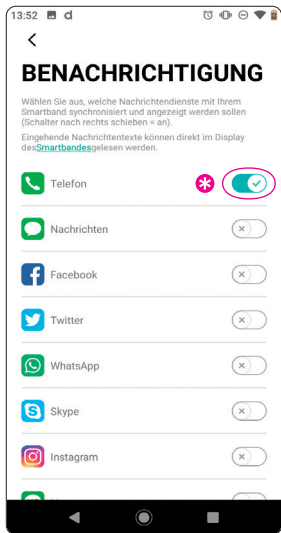 13:52
BENACHRICHTIGUNG
Wählen Sie aus, welche Nachrichtendienste mit Ihrem
Smartband synchronisiert und angezeigt werden sollen
(Schalter nach rechts schieben = an).
Eingehende Nachrichtentexte können direkt im Display
desSmartbandesgelesen werden.
Telefon
Nachrichten
Facebook
Twitter
WhatsApp
Skype
Instagram